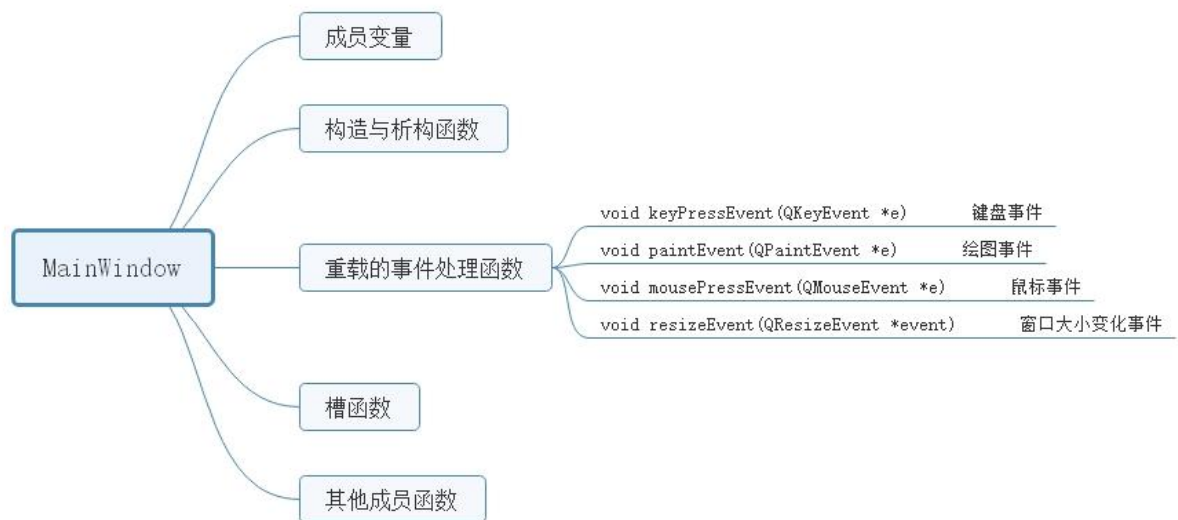 成员变量
构造与析构函数
MainWindow
重载的事件处理函数
void keyPressEvent(QKeyEvent *e) 键盘事件
void paintEvent(QPaintEvent *e) 绘图事件
void mousePressEvent(QMouseEvent *e) 鼠标事件
void resizeEvent(QResizeEvent *event) 窗口大小变化事件
槽函数
其他成员函数